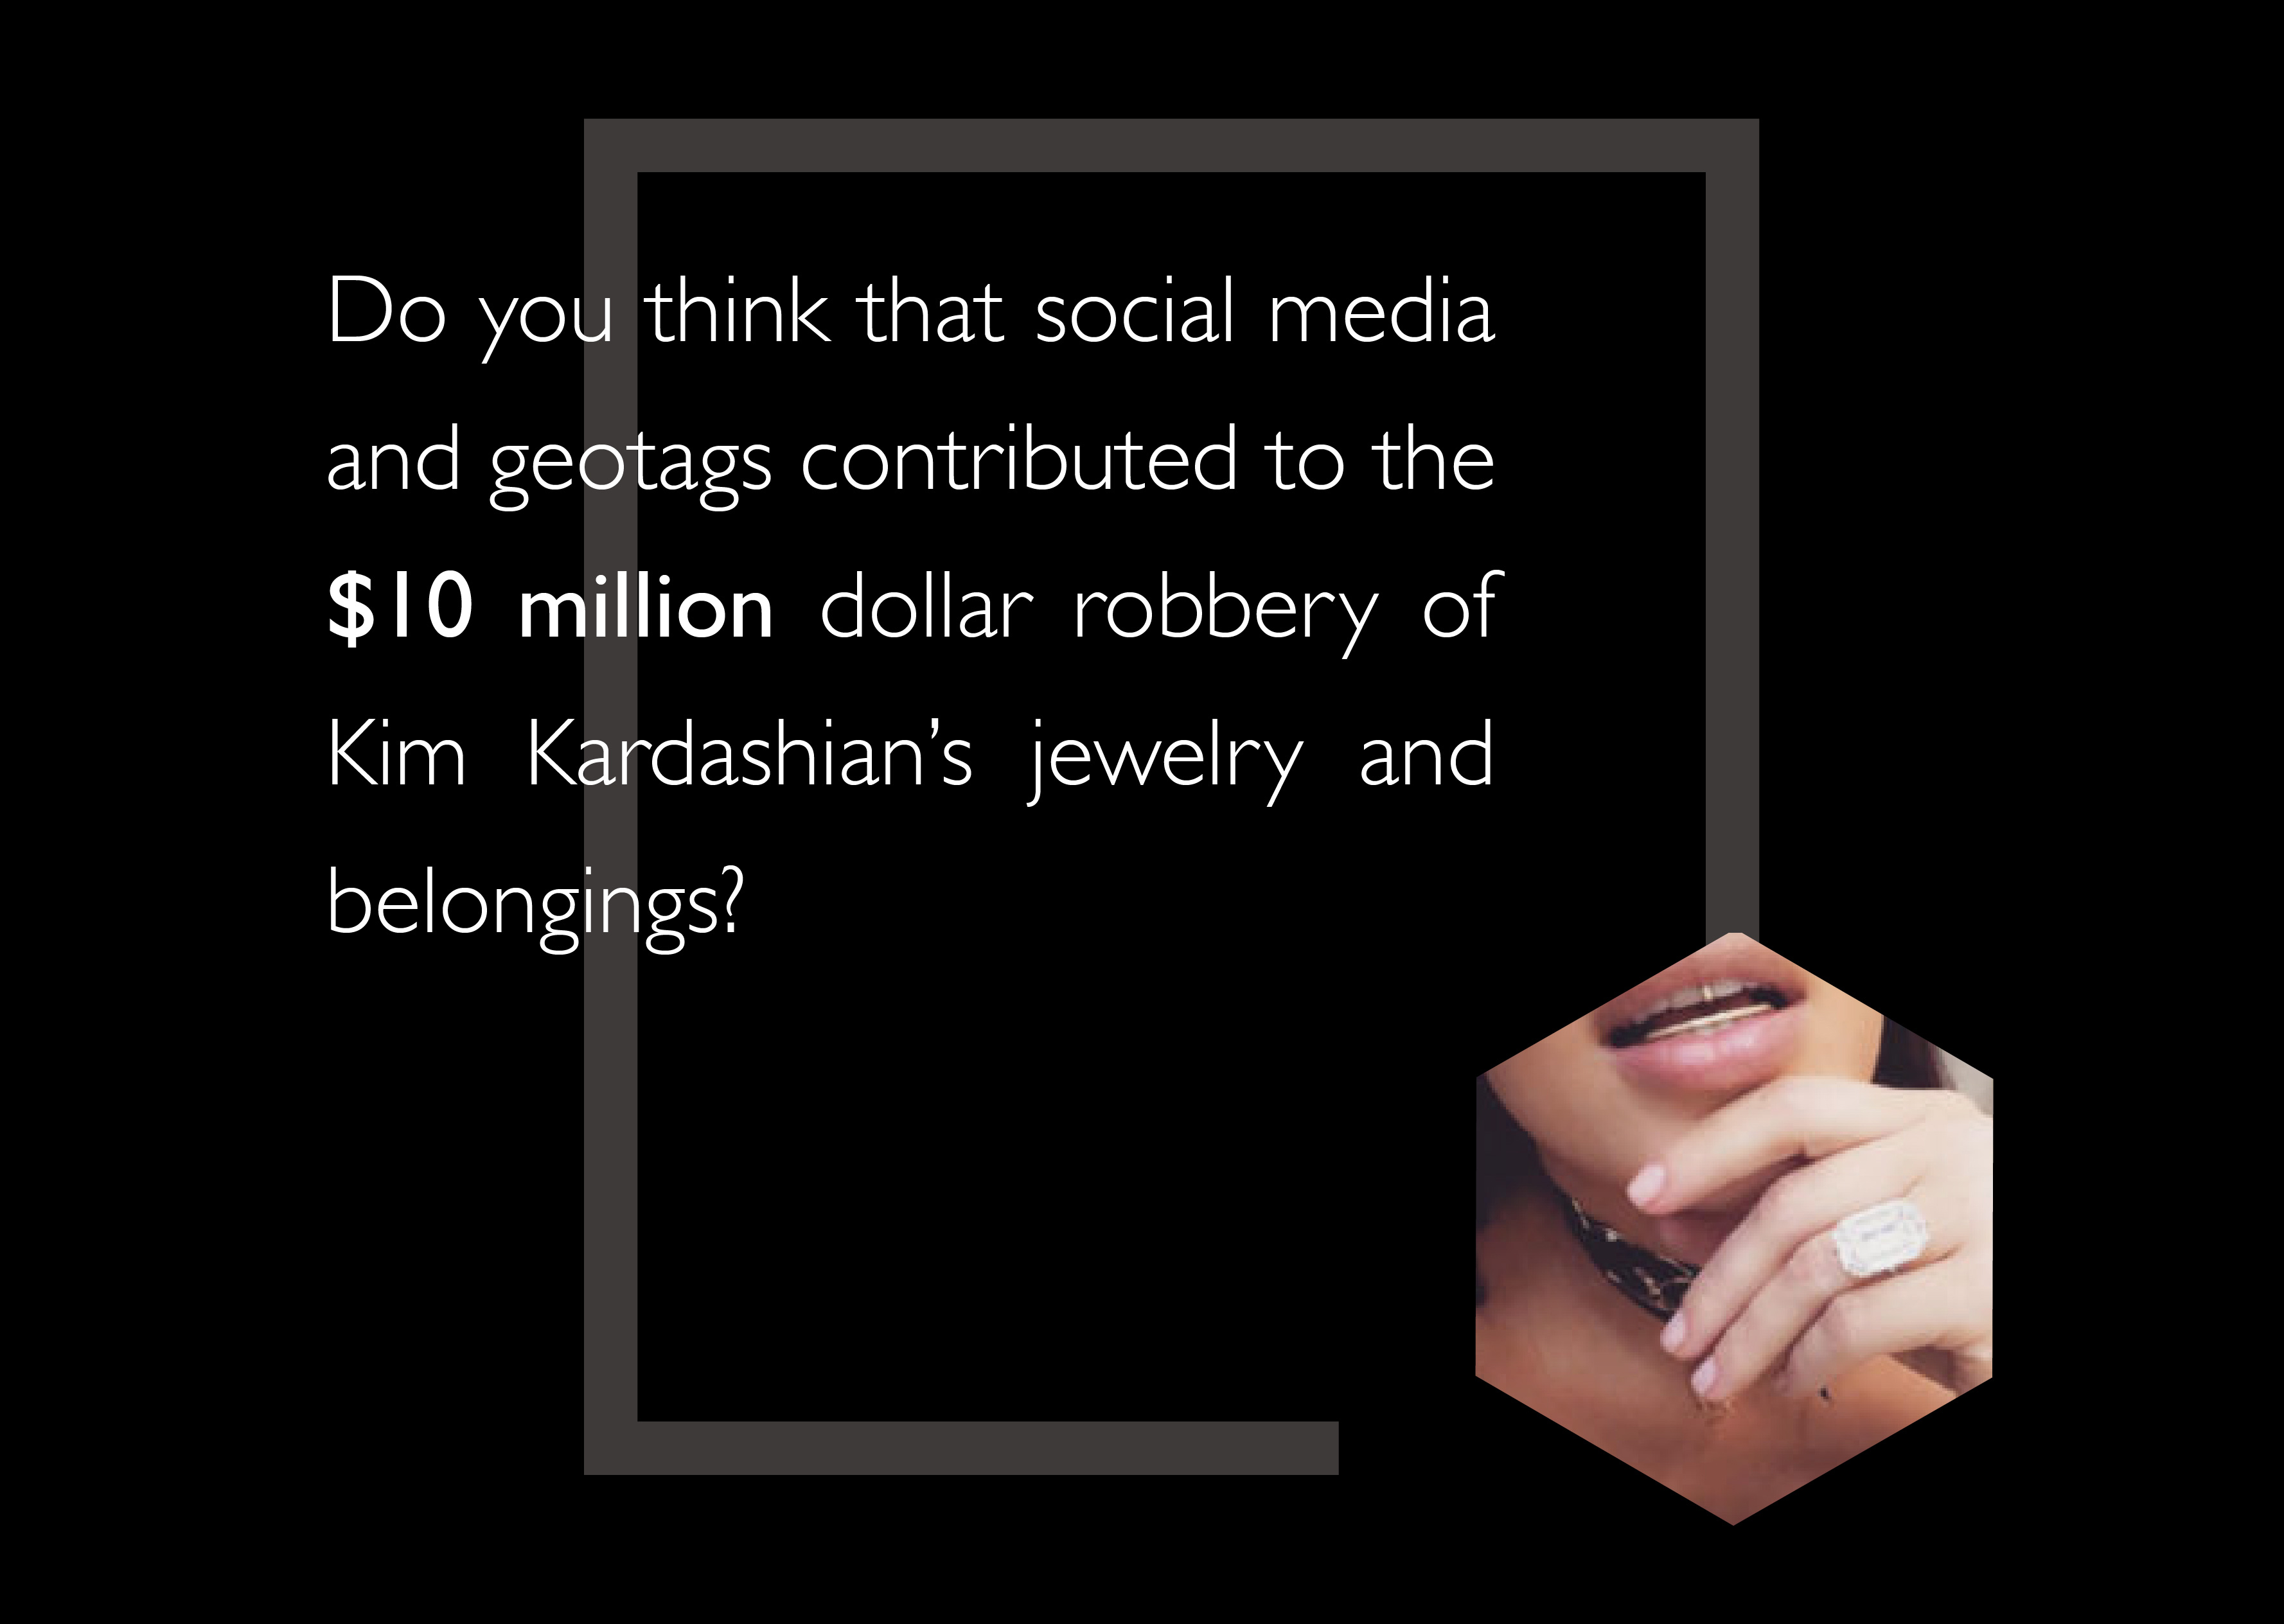 Do you think that social media
and geotags contributed to the
$10 million dollar robbery of
Kim Kardashian’s jewelry and
belongings?